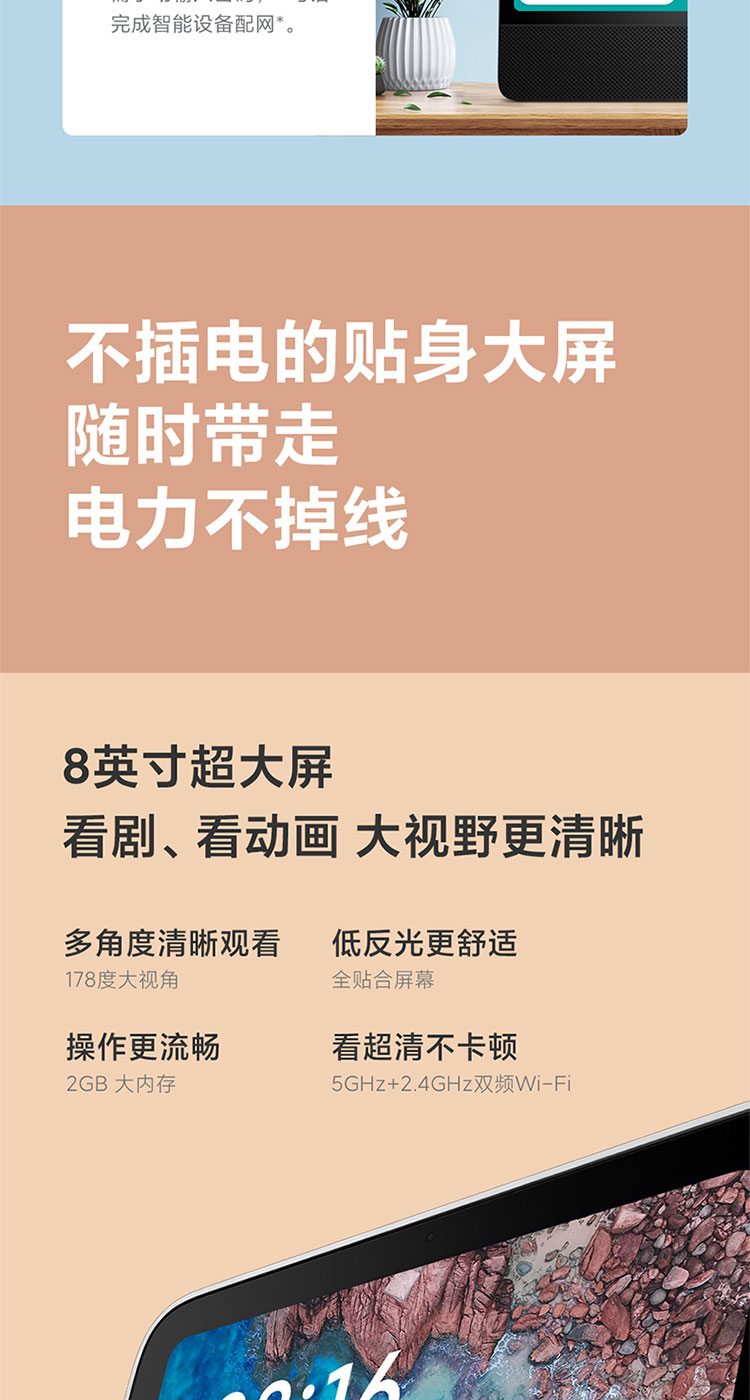 完成智能设备配网*。
不插电的贴身大屏
随时带走
电力不掉线
8英寸超大屏
看剧、看动画 大视野更清晰
多角度清晰观看
178度大视角
低反光更舒适
全贴合屏幕
操作更流畅
2GB 大内存
看超清不卡顿
5GHz+2.4GHz双频Wi-Fi
08:16